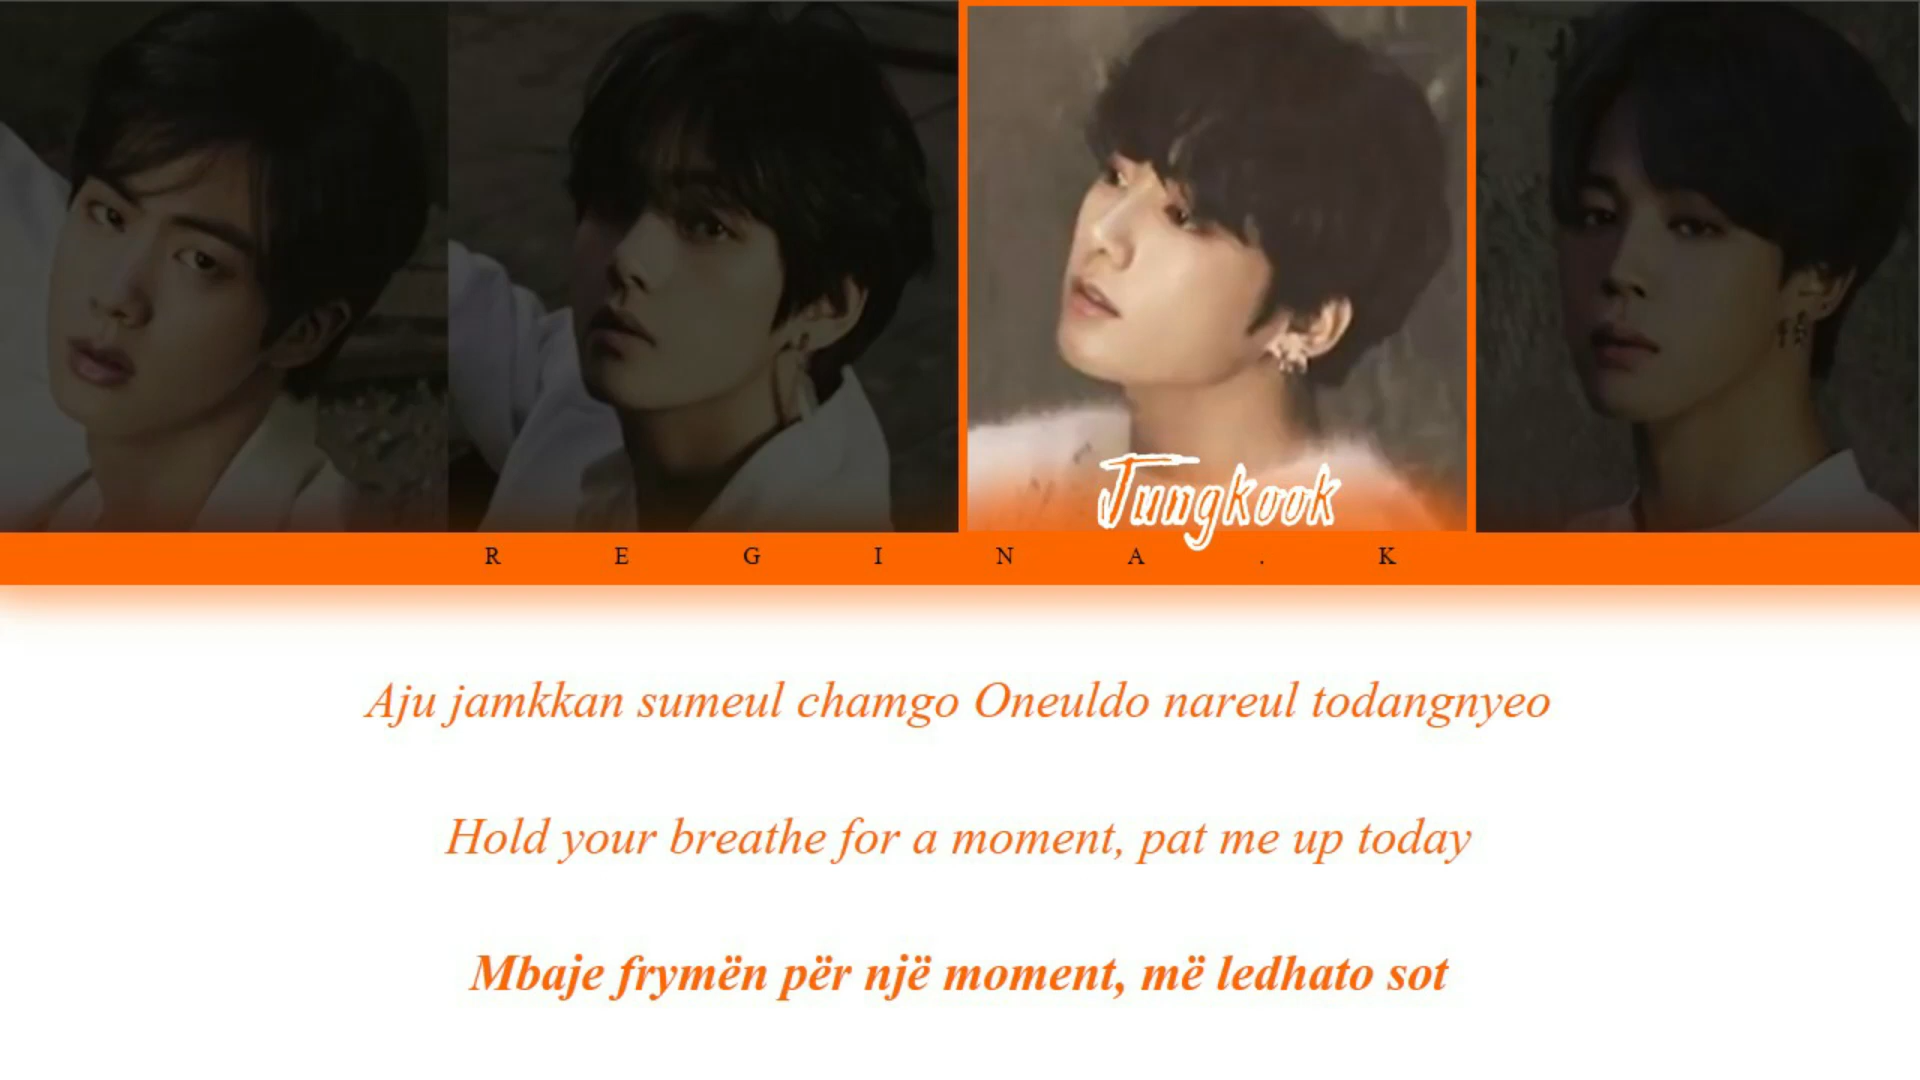 Jungkook
R E G I N A . K
Aju jamkkan sumeul chamgo Oneuldo nareul todangnyeo
Hold your breathe for a moment, pat me up today
Mbaje frymën për një moment, më ledhato sot